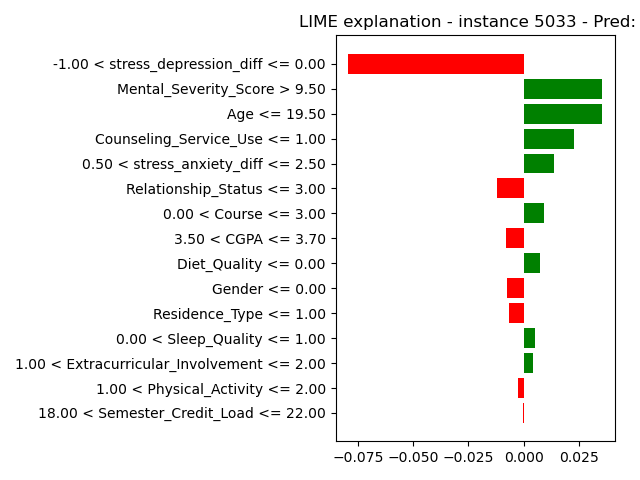 LIME explanation - instance 5033 - Pred:
-1.00 < stress_depression_diff <= 0.00
Mental_Severity_Score > 9.50
Age <= 19.50
Counseling_Service_Use <= 1.00
0.50 < stress_anxiety_diff <= 2.50
Relationship_Status <= 3.00
0.00 < Course <= 3.00
3.50 < CGPA <= 3.70
Diet_Quality <= 0.00
Gender <= 0.00
Residence_Type <= 1.00
0.00 < Sleep_Quality <= 1.00
1.00 < Extracurricular_Involvement <= 2.00
1.00 < Physical_Activity <= 2.00
18.00 < Semester_Credit_Load <= 22.00
−0.075 −0.050 −0.025 0.000 0.025